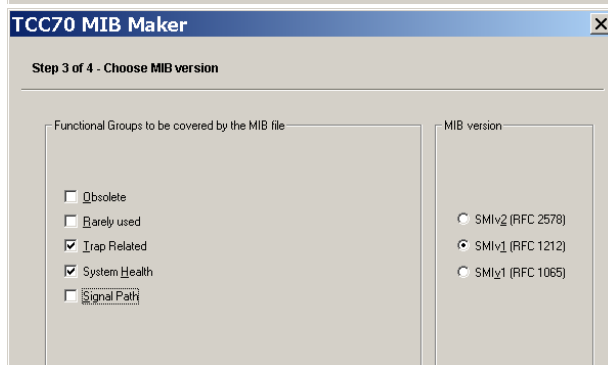 TCC70 MIB Maker
Step 3 of 4 - Choose MIB version
Functional Groups to be covered by the MIB file
Obsolete
Rarely used
Trap Related
System Health
Signal Path
MIB version
SMIv2 (RFC 2578)
SMIv1 (RFC 1212)
SMIv1 (RFC 1065)